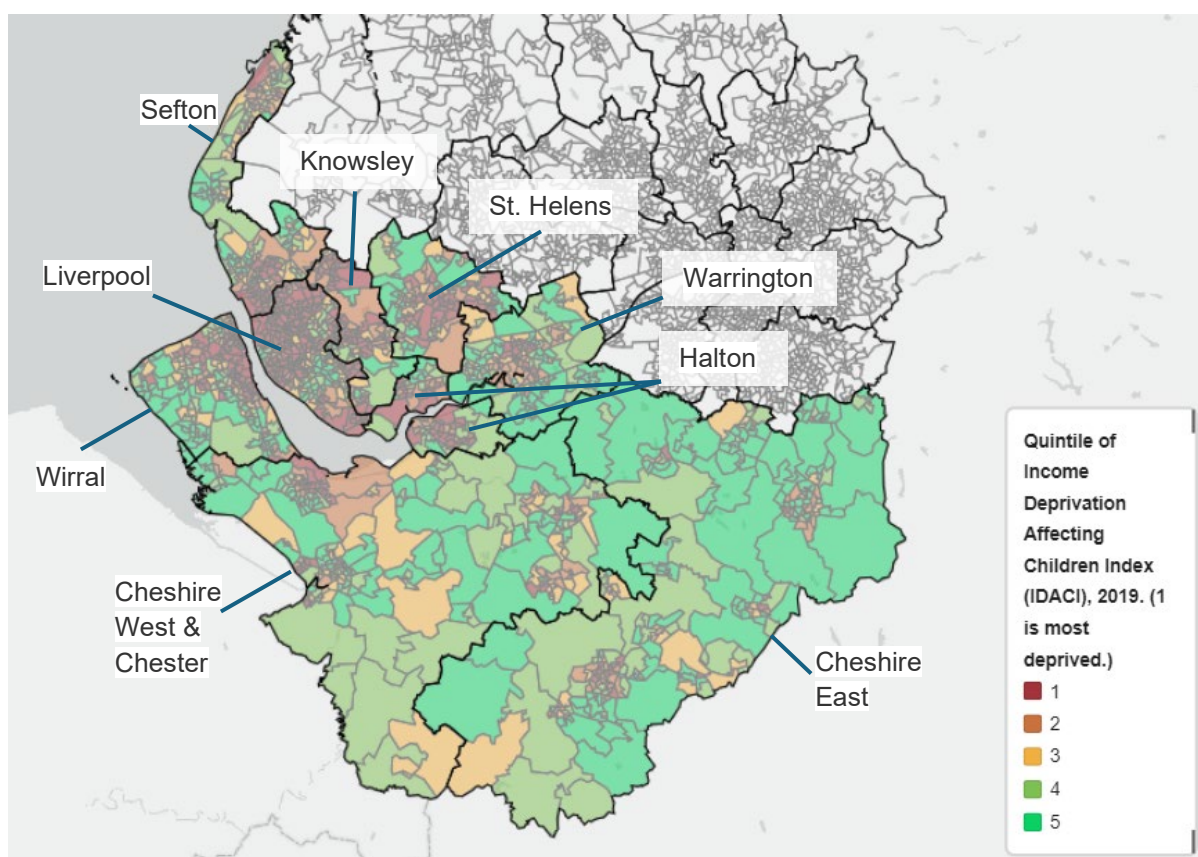 Sefton
Knowsley
St. Helens
Liverpool
Warrington
Halton
Wirral
Cheshire
West &
Chester
Cheshire
East
Quintile of
Income
Deprivation
Affecting
Children Index
(IDACI), 2019. (1
is most
deprived.)
1
2
3
4
5